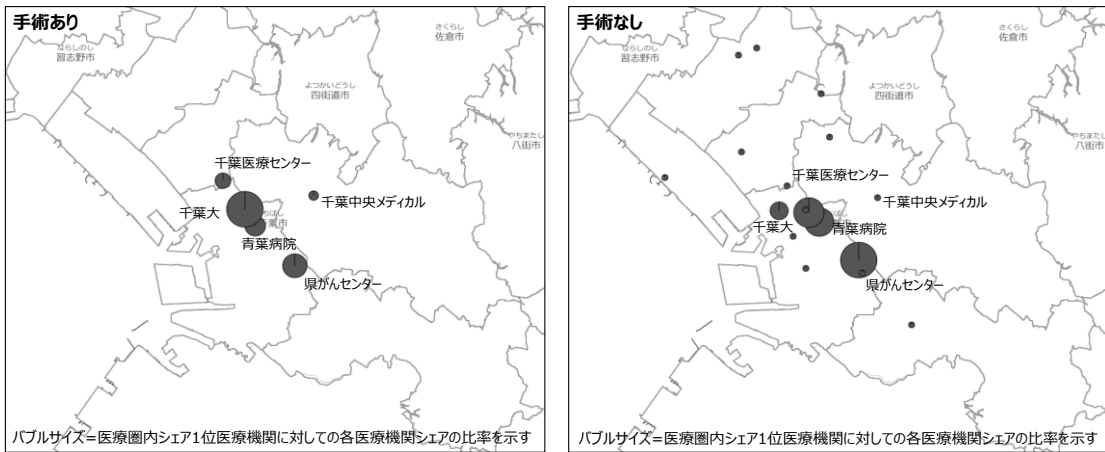 手術あり
ならしのし
習志野市
さくらし
佐倉市
よつかいどうし
四街道市
やちまたし
八街市
千葉医療センター
千葉大
千葉中央メディカル
青葉病院
県がんセンター
バブルサイズ＝医療圏内シェア1位医療機関に対しての各医療機関シェアの比率を示す
手術なし
ならしのし
習志野市
さくらし
佐倉市
よつかいどうし
四街道市
やちまたし
八街市
千葉医療センター
千葉中央メディカル
千葉大
青葉病院
県がんセンター
バブルサイズ＝医療圏内シェア1位医療機関に対しての各医療機関シェアの比率を示す